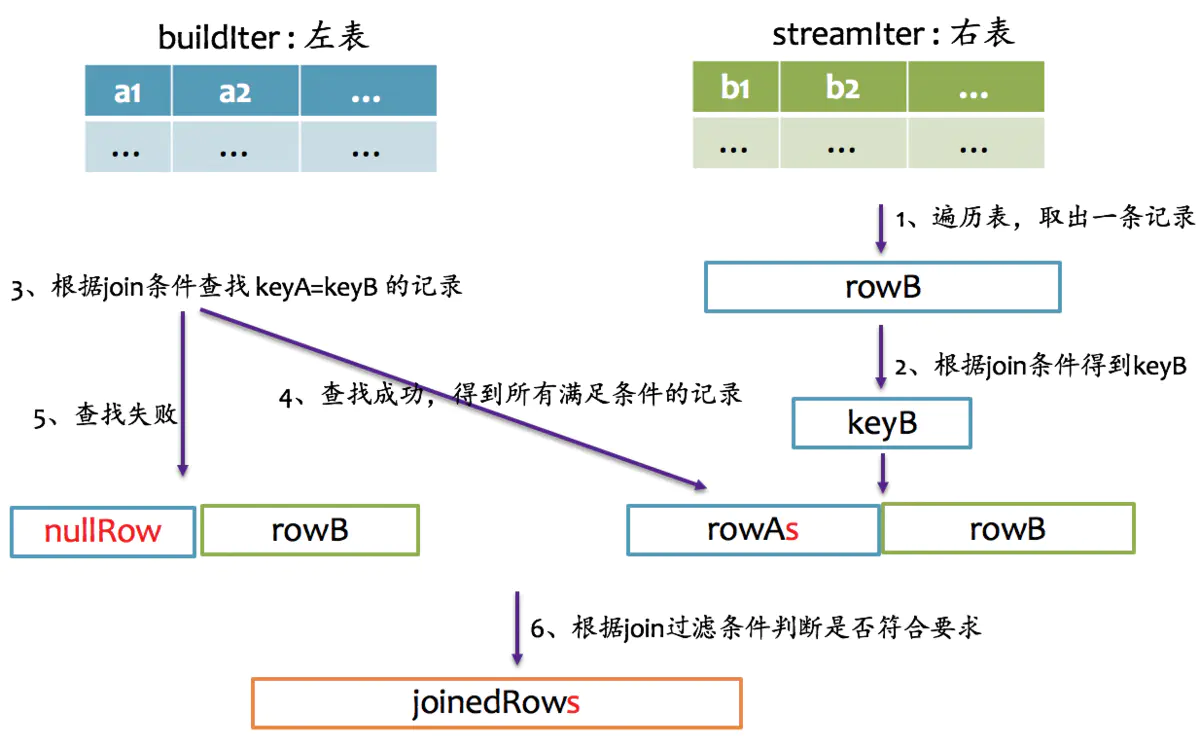 buildIter : 左表
streamIter : 右表
a1 a2 ...
b1 b2 ...
... ... ...
... ... ...
1、遍历表，取出一条记录
rowB
3、根据join条件查找 keyA=keyB 的记录
2、根据join条件得到keyB
4、查找成功，得到所有满足条件的记录
5、查找失败
keyB
nullRow rowB
rowAs rowB
6、根据join过滤条件判断是否符合要求
joinedRows